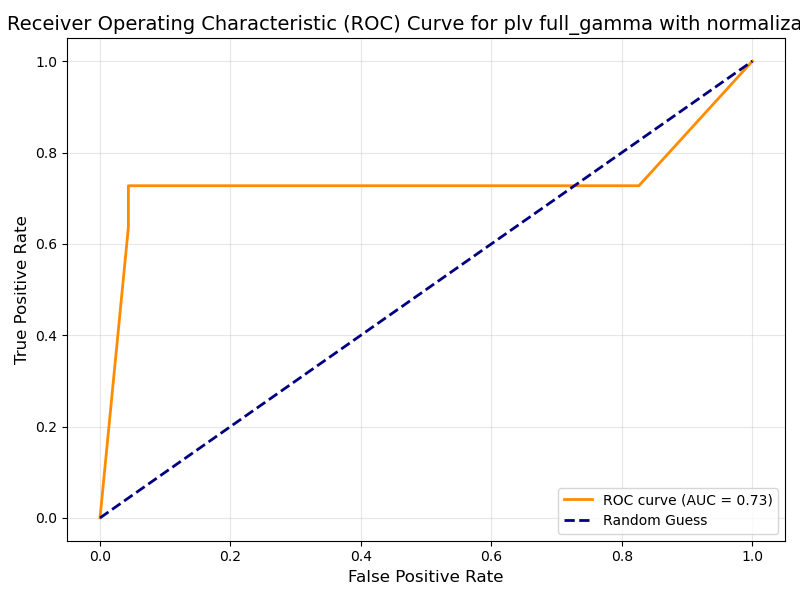 Receiver Operating Characteristic (ROC) Curve for plv full_gamma with normaliza
1.0
0.8
0.6
0.4
0.2
0.0
True Positive Rate
ROC curve (AUC = 0.73)
Random Guess
0.0 0.2 0.4 0.6 0.8 1.0
False Positive Rate